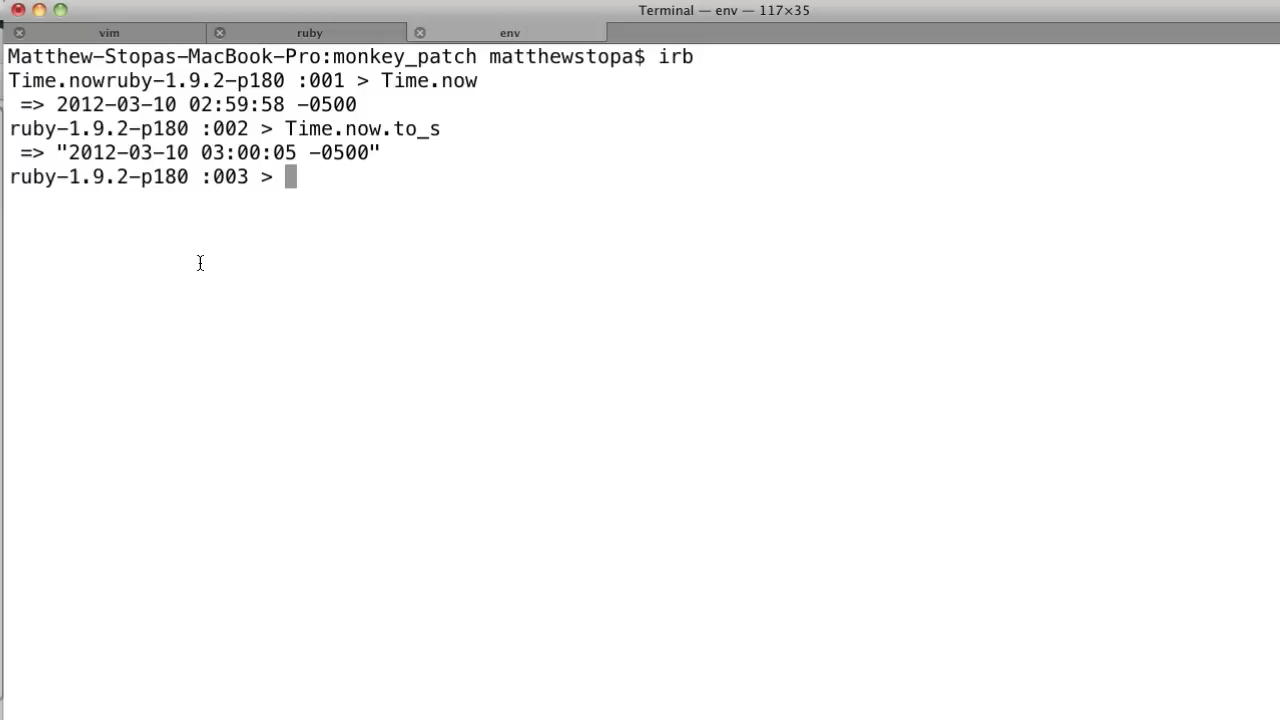 Terminal — env — 117×35
vim
ruby
env
Matthew-Stopas-MacBook-Pro:monkey_patch matthewstopa$ irb
Time.nowruby-1.9.2-p180 :001 > Time.now
=> 2012-03-10 02:59:58 -0500
ruby-1.9.2-p180 :002 > Time.now.to_s
=> "2012-03-10 03:00:05 -0500"
ruby-1.9.2-p180 :003 >